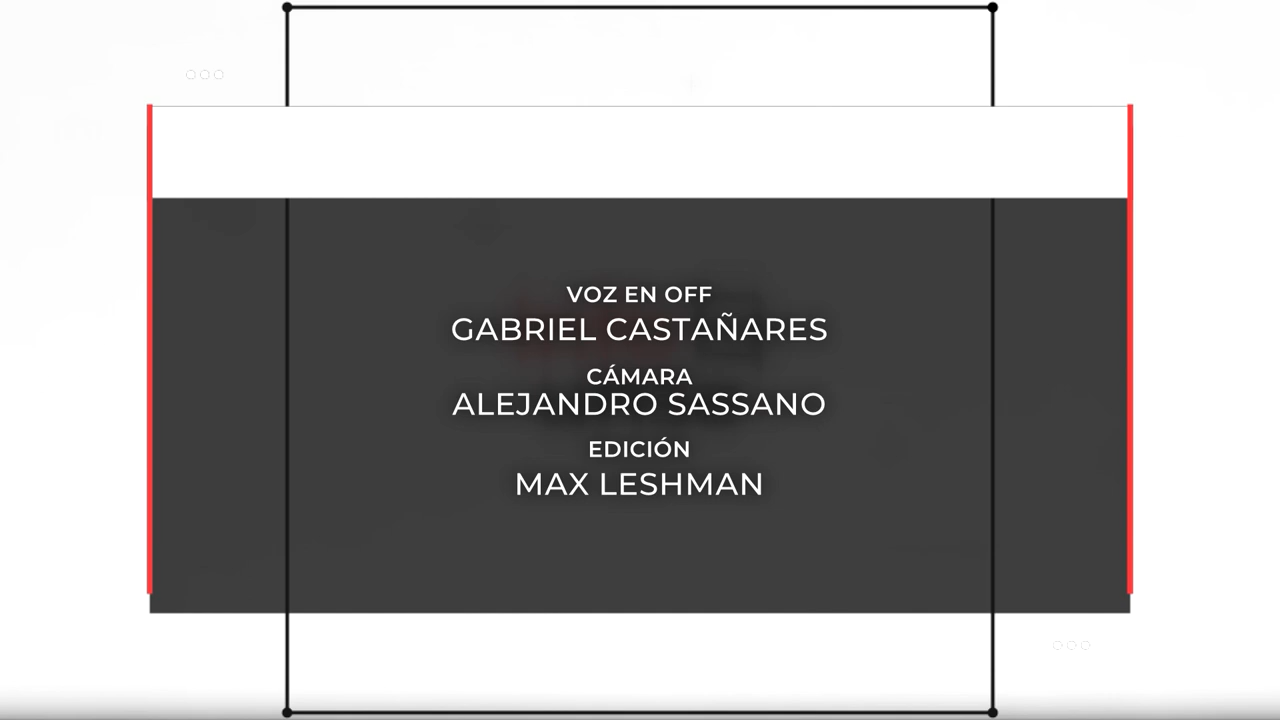 VOZ EN OFF
GABRIEL CASTAÑARES
CÁMARA
ALEJANDRO SASSANO
EDICIÓN
MAX LESHMAN